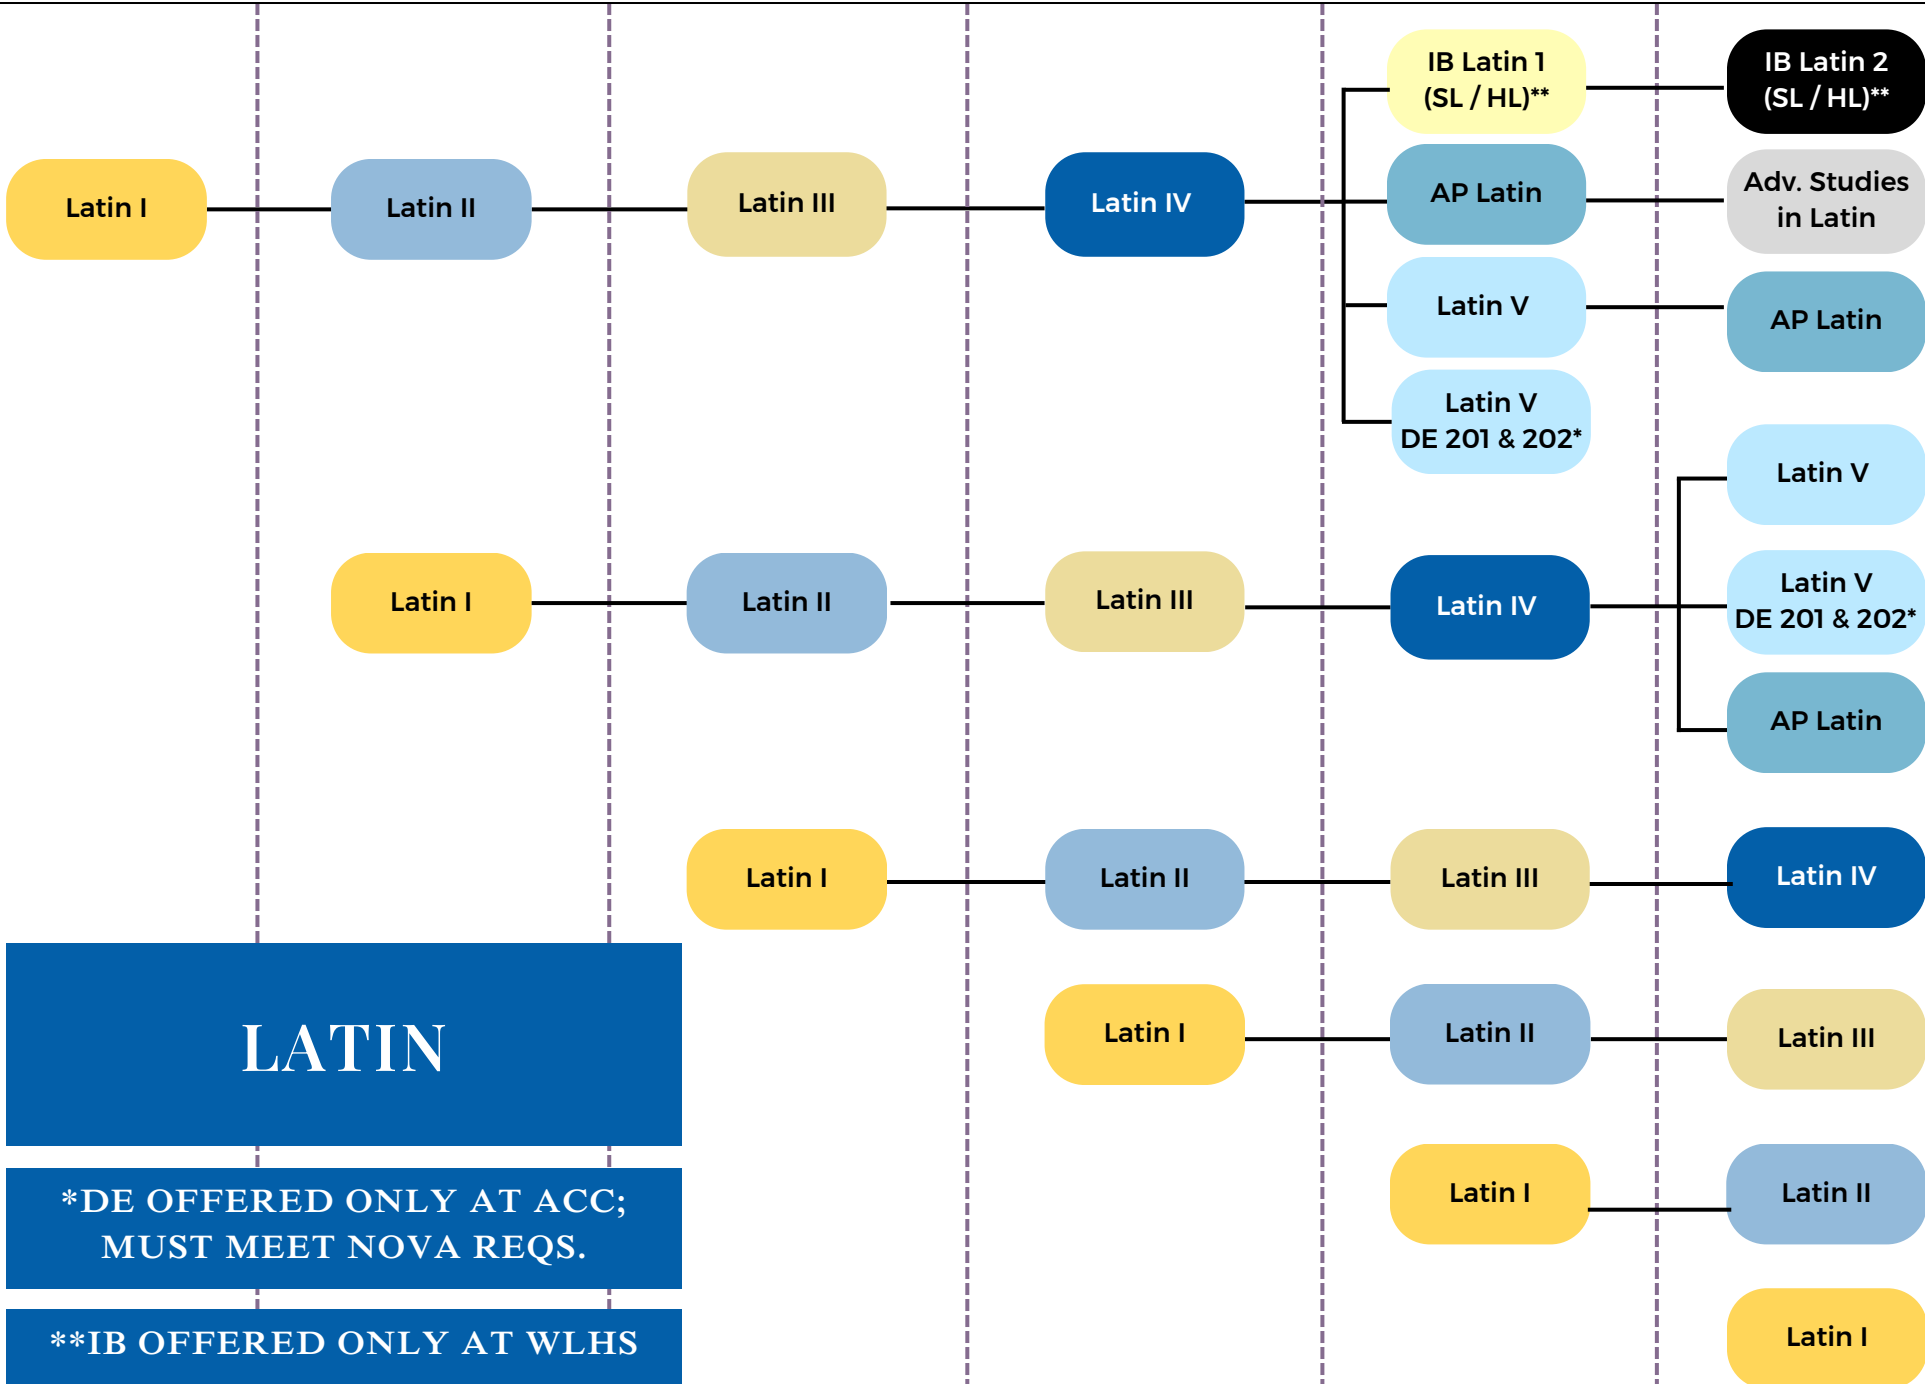 IB Latin 1
(SL / HL)**
IB Latin 2
(SL / HL)**
Latin I
Latin II
Latin III
Latin IV
AP Latin
Adv. Studies
in Latin
Latin V
AP Latin
Latin V
DE 201 & 202*
Latin V
Latin I
Latin II
Latin III
Latin IV
Latin V
DE 201 & 202*
AP Latin
Latin I
Latin II
Latin III
Latin IV
LATIN
Latin I
Latin II
Latin III
*DE OFFERED ONLY AT ACC;
MUST MEET NOVA REQS.
Latin I
Latin II
**IB OFFERED ONLY AT WLHS
Latin I